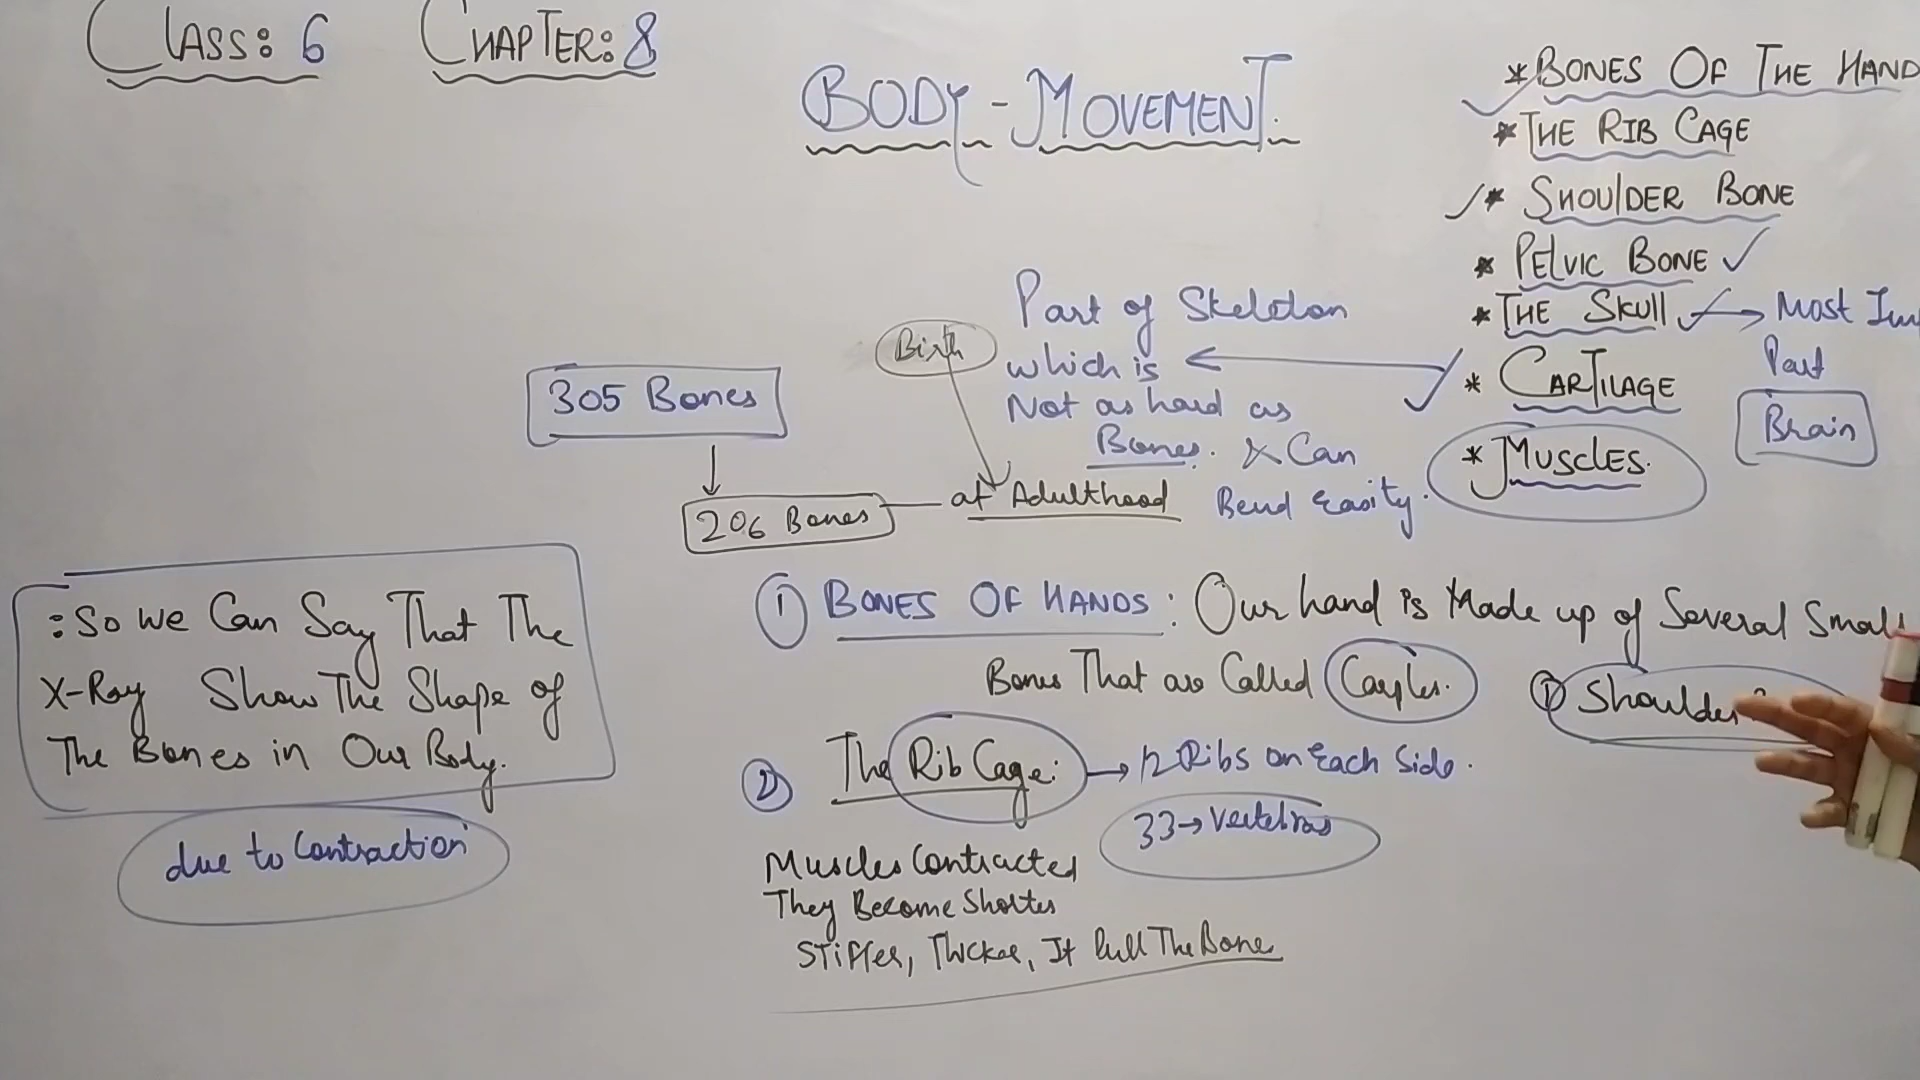 CLASS: 6 CHAPTER: 8
BODY-MOVEMENT.
* BONES OF THE HAND
* THE RIB CAGE
* SHOULDER BONE
* PELVIC BONE
* THE SKULL → Most Im
Part
Brain
* CARTILAGE
* MUSCLES.
Part of Skeleton
which is
Not as hard as
Bones. & Can
Bend Easity.
Birth
305 Bones
206 Bones
at Adulthood
: So We Can Say That The
X-Ray Show The Shape of
The Bones in Our Body.
due to Contraction
① BONES OF HANDS: Our hand is Made up of Several Small
Bones That are Called
① Shoulder
② The Rib Cage: → 12 Ribs on Each Side.
33 → Vertebras
Muscles Contracted
They Become Shorter
Stiffer, Thicker, It Pull The Bone